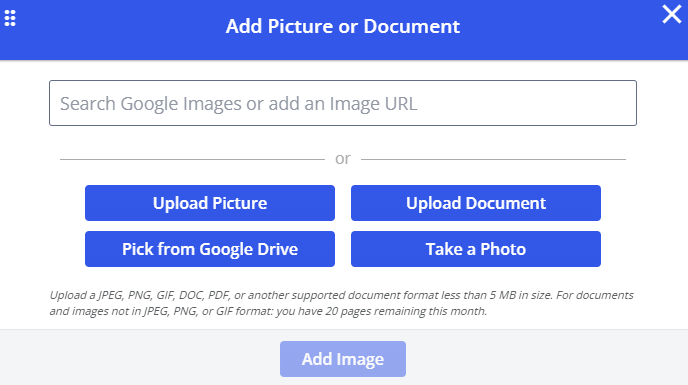 Add Picture or Document
Search Google Images or add an Image URL
or
Upload Picture
Upload Document
Pick from Google Drive
Take a Photo
Upload a JPEG, PNG, GIF, DOC, PDF, or another supported document format less than 5 MB in size. For documents
and images not in JPEG, PNG, or GIF format: you have 20 pages remaining this month.
Add Image